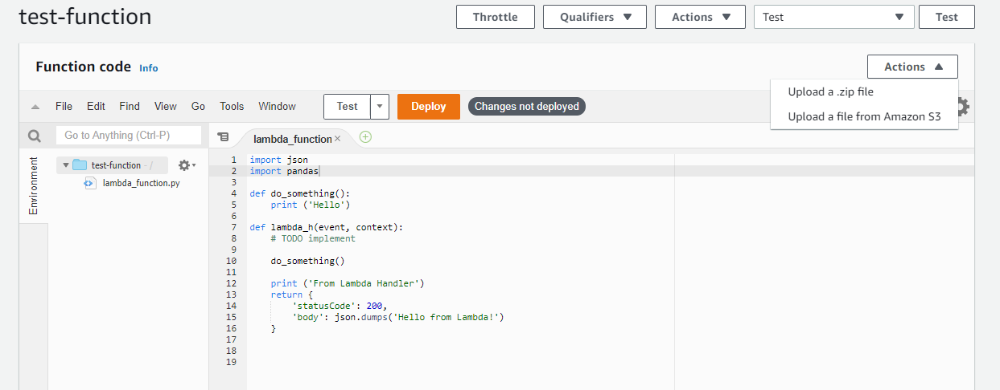 test-function
Throttle
Qualifiers
Actions
Test
Test
Function code Info
Actions
Upload a .zip file
Upload a file from Amazon S3
File Edit Find View Go Tools Window
Test
Deploy
Changes not deployed
Go to Anything (Ctrl-P)
Environment
test-function - /
lambda_function.py
lambda_function ×
1 import json
2 import pandas
3
4 def do_something():
5     print ('Hello')
6
7 def lambda_h(event, context):
8     # TODO implement
9
10     do_something()
11
12     print ('From Lambda Handler')
13     return {
14         'statusCode': 200,
15         'body': json.dumps('Hello from Lambda!')
16     }
17
18
19